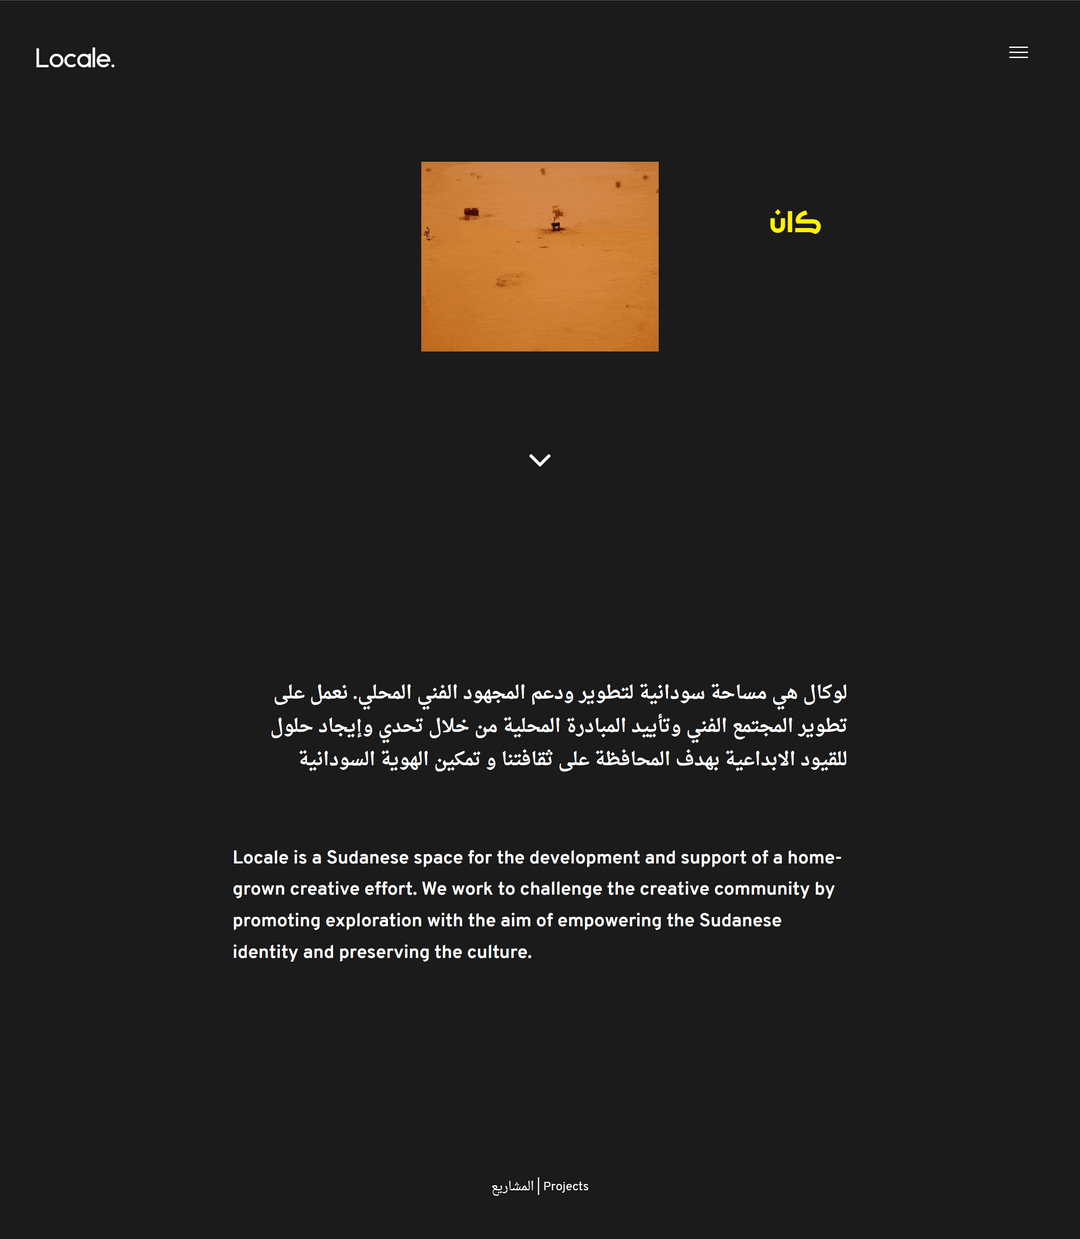 Locale.
كان
لوكال هي مساحة سودانية لتطوير ودعم المجهود الفني المحلي. نعمل على
تطوير المجتمع الفني وتأييد المبادرة المحلية من خلال تحدي وإيجاد حلول
للقيود الابداعية بهدف المحافظة على ثقافتنا و تمكين الهوية السودانية
Locale is a Sudanese space for the development and support of a home-
grown creative effort. We work to challenge the creative community by
promoting exploration with the aim of empowering the Sudanese
identity and preserving the culture.
المشاريع | Projects